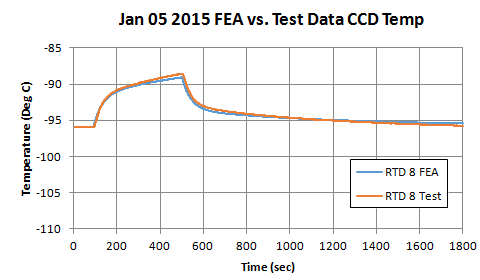 Jan 05 2015 FEA vs. Test Data CCD Temp
-85
-90
-95
-100
-105
-110
Temperature (Deg C)
RTD 8 FEA
RTD 8 Test
0 200 400 600 800 1000 1200 1400 1600 1800
Time (sec)